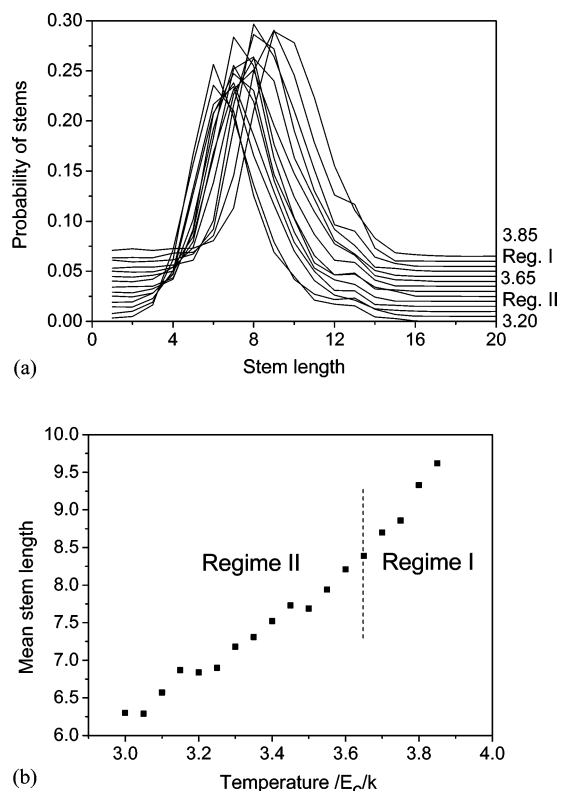 0.30
0.25
0.20
0.15
0.10
0.05
0.00
Probability of stems
3.85
Reg. I
3.65
Reg. II
3.20
0 4 8 12 16 20
Stem length
(a)
10.0
9.5
9.0
8.5
8.0
7.5
7.0
6.5
6.0
Mean stem length
Regime II Regime I
3.0 3.2 3.4 3.6 3.8 4.0
Temperature /Ec/k
(b)